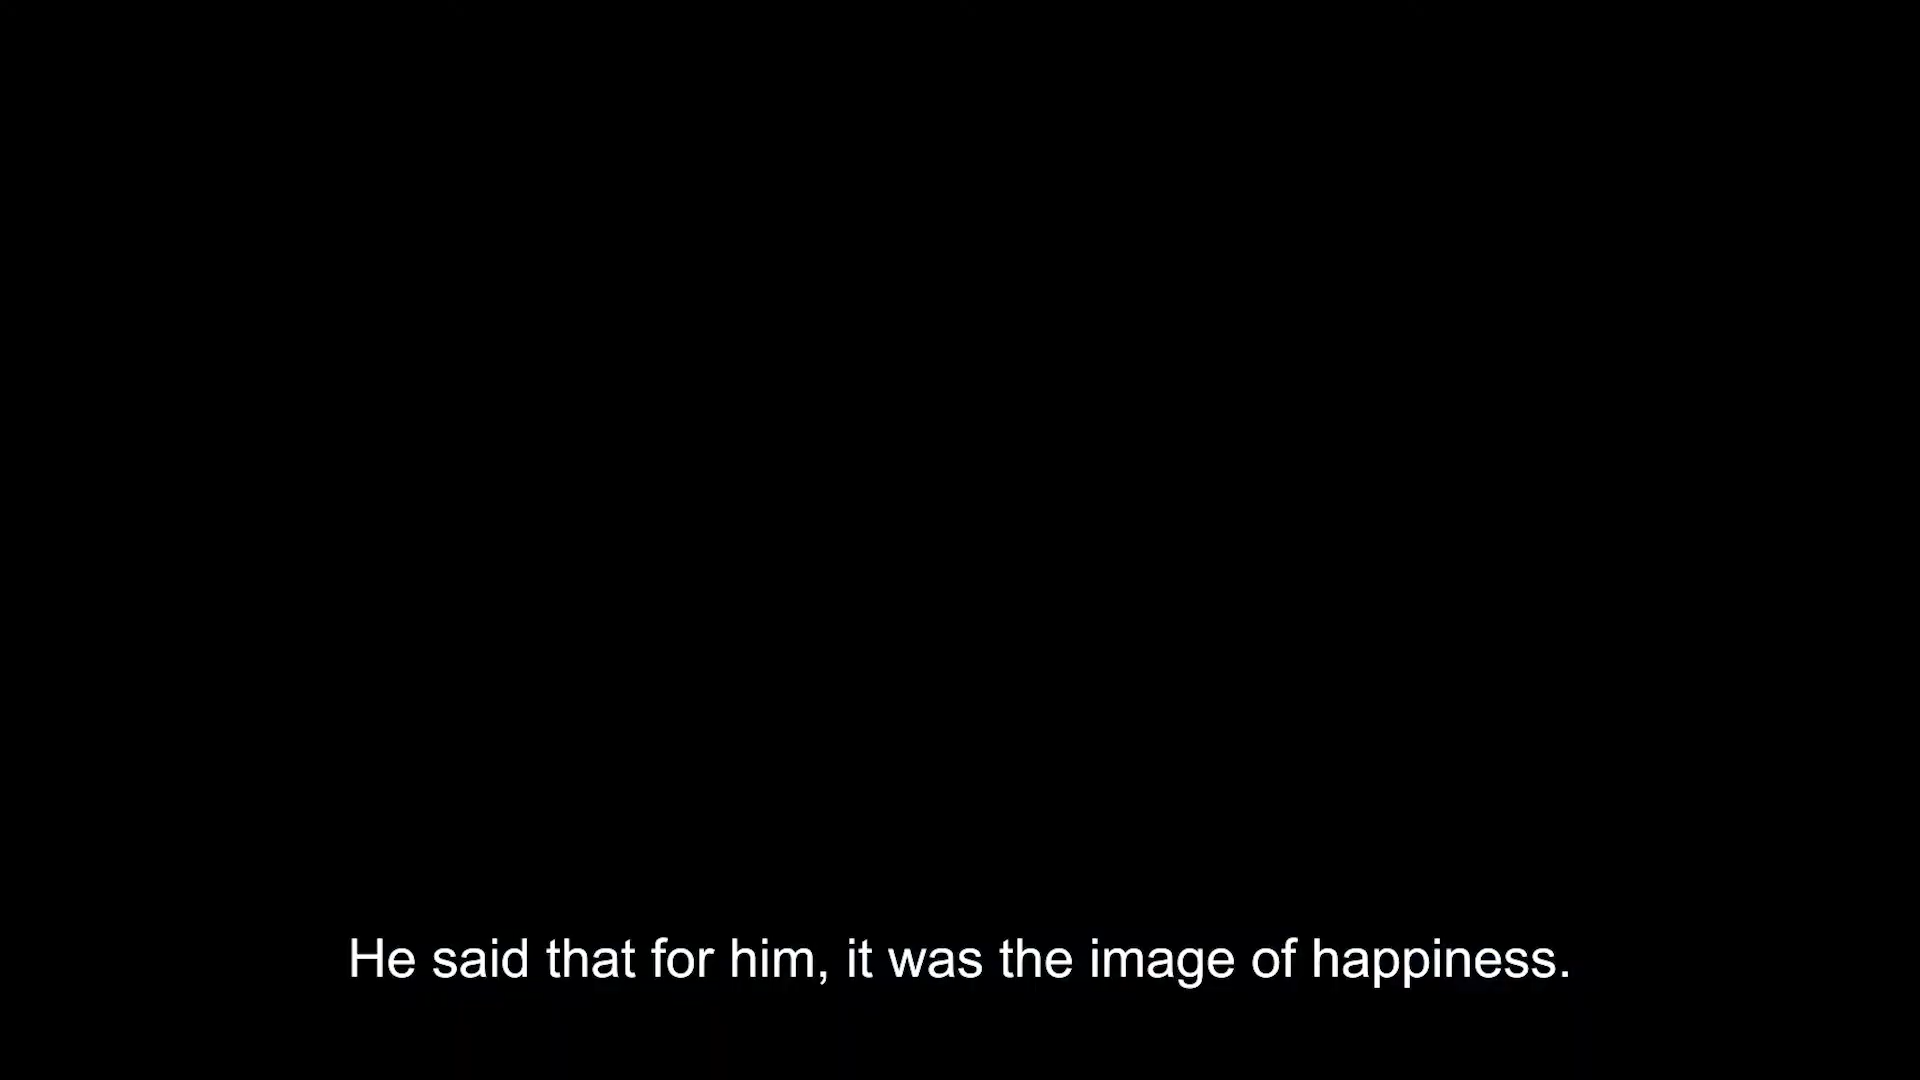 He said that for him, it was the image of happiness.